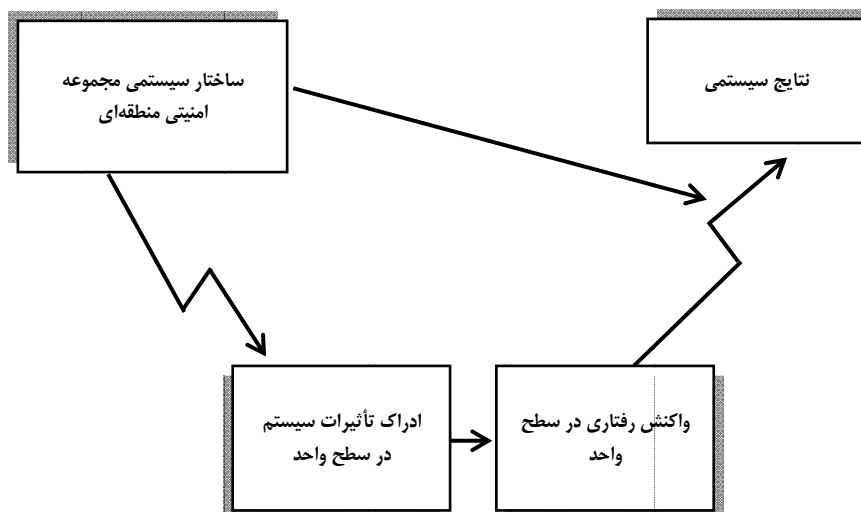 ساختار سیستمی مجموعه
امنیتی منطقه‌ای
نتایج سیستمی
ادراک تأثیرات سیستم
در سطح واحد
واکنش رفتاری در سطح
واحد